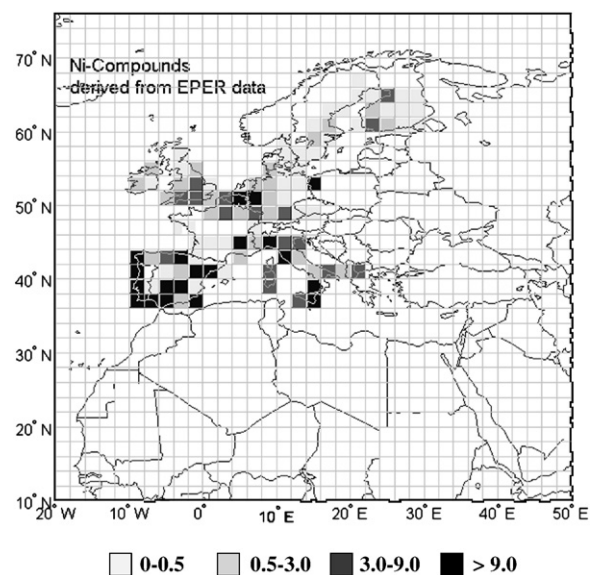 70° N
Ni-Compounds
derived from EPER data
60° N
50° N
40° N
30° N
20° N
10° N
20° W 10° W 0° 10° E 20° E 30° E 40° E 50° E
0-0.5 0.5-3.0 3.0-9.0 > 9.0